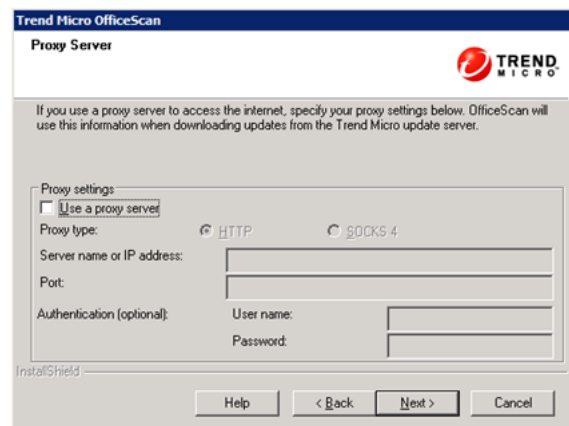 Trend Micro OfficeScan
Proxy Server
TREND
MICRO
If you use a proxy server to access the internet, specify your proxy settings below. OfficeScan will
use this information when downloading updates from the Trend Micro update server.
Proxy settings
Use a proxy server
Proxy type: HTTP SOCKS 4
Server name or IP address:
Port:
Authentication (optional): User name:
Password:
InstallShield
Help < Back Next > Cancel